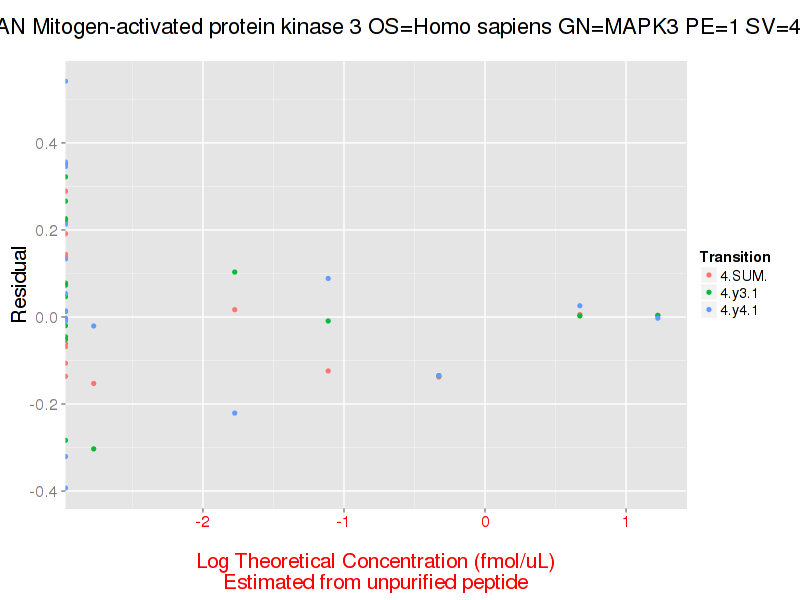 AN Mitogen-activated protein kinase 3 OS=Homo sapiens GN=MAPK3 PE=1 SV=4
Residual
0.4
0.2
0.0
-0.2
-0.4
-2
-1
0
1
Log Theoretical Concentration (fmol/uL)
Estimated from unpurified peptide
Transition
4.SUM.
4.y3.1
4.y4.1